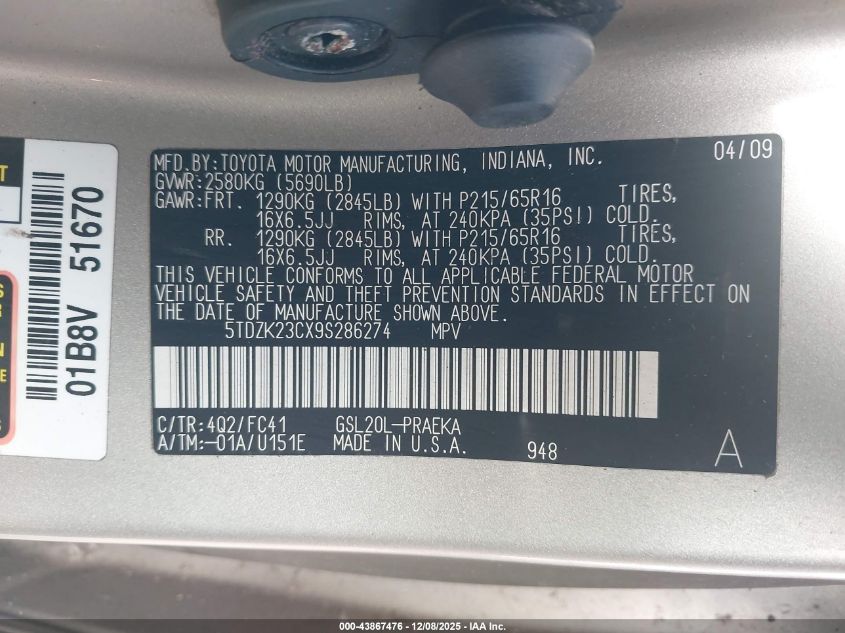 MFD.BY:TOYOTA MOTOR MANUFACTURING, INDIANA, INC. 04/09
GVWR:2580KG (5690LB)
GAWR:FRT. 1290KG (2845LB) WITH P215/65R16 TIRES,
16X6.5JJ RIMS, AT 240KPA (35PSI) COLD.
RR. 1290KG (2845LB) WITH P215/65R16 TIRES,
16X6.5JJ RIMS, AT 240KPA (35PSI) COLD.
THIS VEHICLE CONFORMS TO ALL APPLICABLE FEDERAL MOTOR
VEHICLE SAFETY AND THEFT PREVENTION STANDARDS IN EFFECT ON
THE DATE OF MANUFACTURE SHOWN ABOVE.
5TDZK23CX9S286274 MPV
C/TR:4Q2/FC41 GSL20L-PRAEKA
A/TM:-01A/U151E MADE IN U.S.A. 948 A
01B8V 51670
T
S
N
E
S
000-43867476 - 12/08/2025 - IAA Inc.